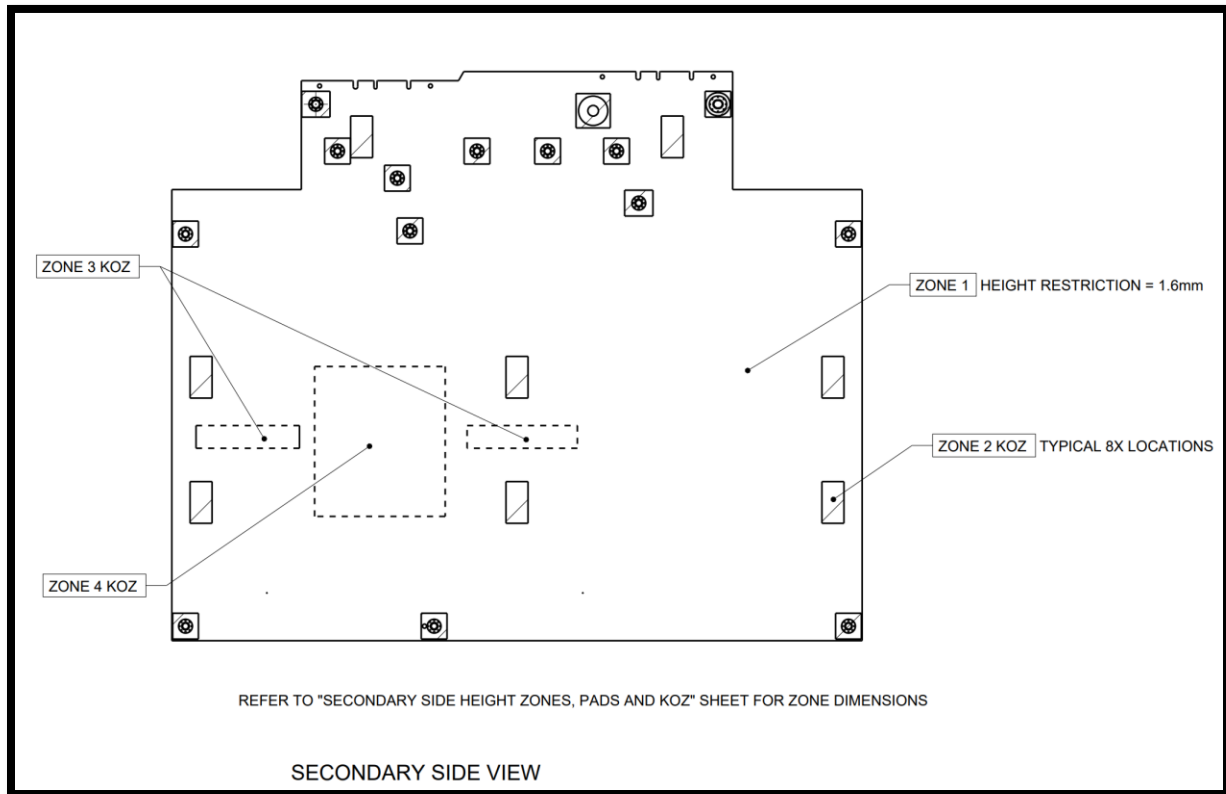 ZONE 3 KOZ
ZONE 1 HEIGHT RESTRICTION = 1.6mm
ZONE 2 KOZ TYPICAL 8X LOCATIONS
ZONE 4 KOZ
REFER TO "SECONDARY SIDE HEIGHT ZONES, PADS AND KOZ" SHEET FOR ZONE DIMENSIONS
SECONDARY SIDE VIEW